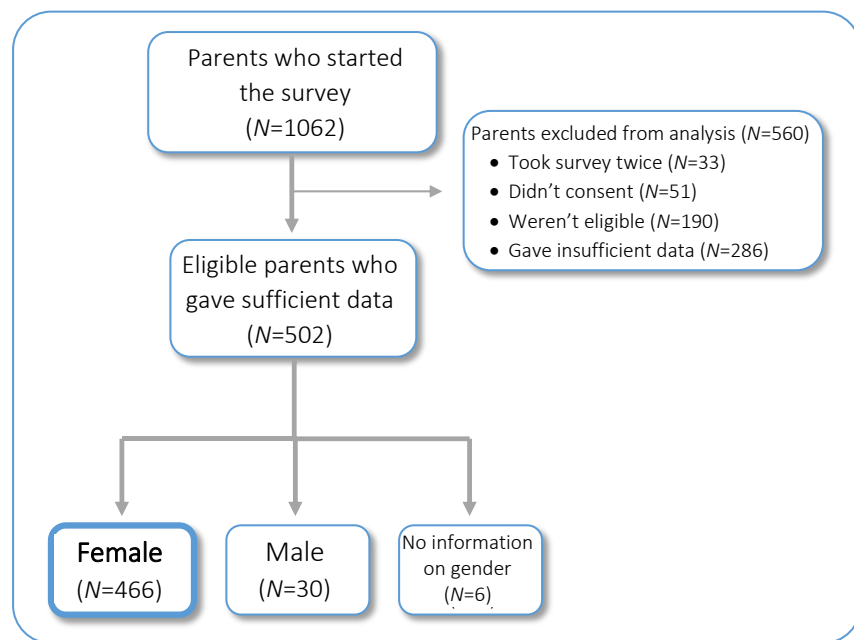 Parents who started
the survey
(N=1062)
Parents excluded from analysis (N=560)
• Took survey twice (N=33)
• Didn’t consent (N=51)
• Weren’t eligible (N=190)
• Gave insufficient data (N=286)
Eligible parents who
gave sufficient data
(N=502)
Female
(N=466)
Male
(N=30)
No information
on gender
(N=6)